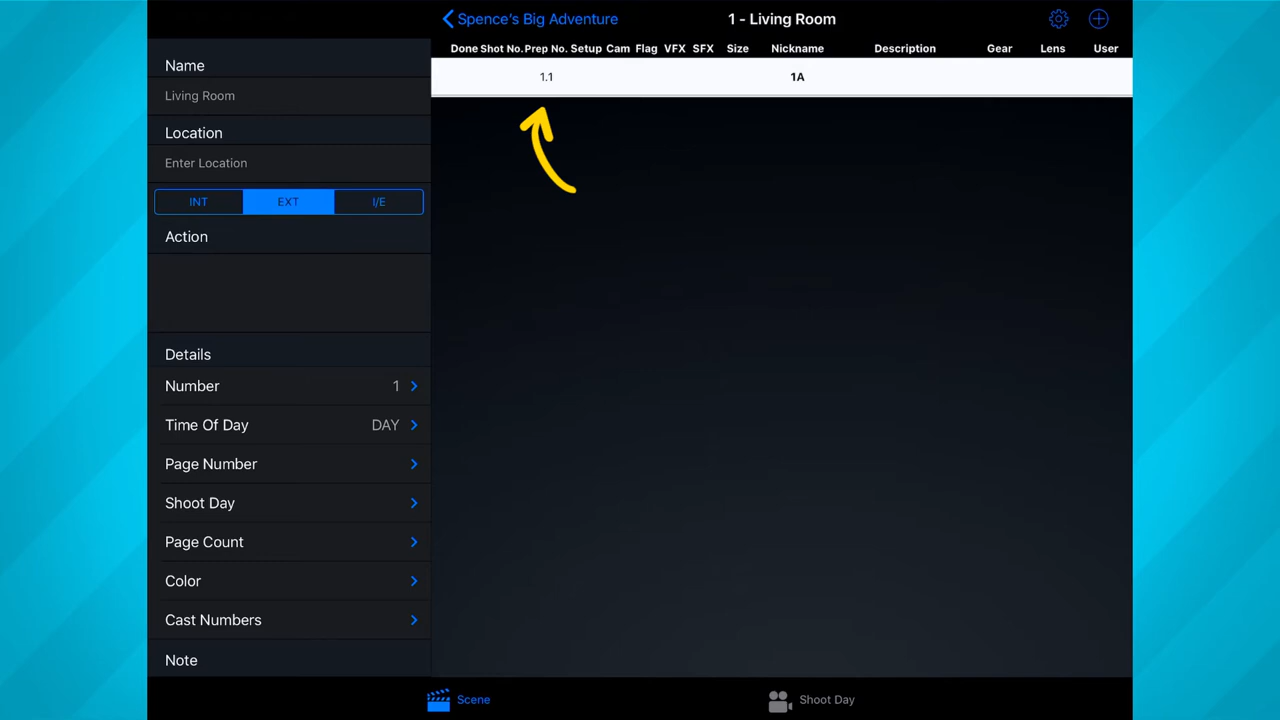 Spence's Big Adventure
1 - Living Room
Done Shot No. Prep No. Setup Cam Flag VFX SFX Size Nickname Description Gear Lens User
1.1 1A
Name
Living Room
Location
Enter Location
INT EXT I/E
Action
Details
Number 1
Time Of Day DAY
Page Number
Shoot Day
Page Count
Color
Cast Numbers
Note
Scene Shoot Day